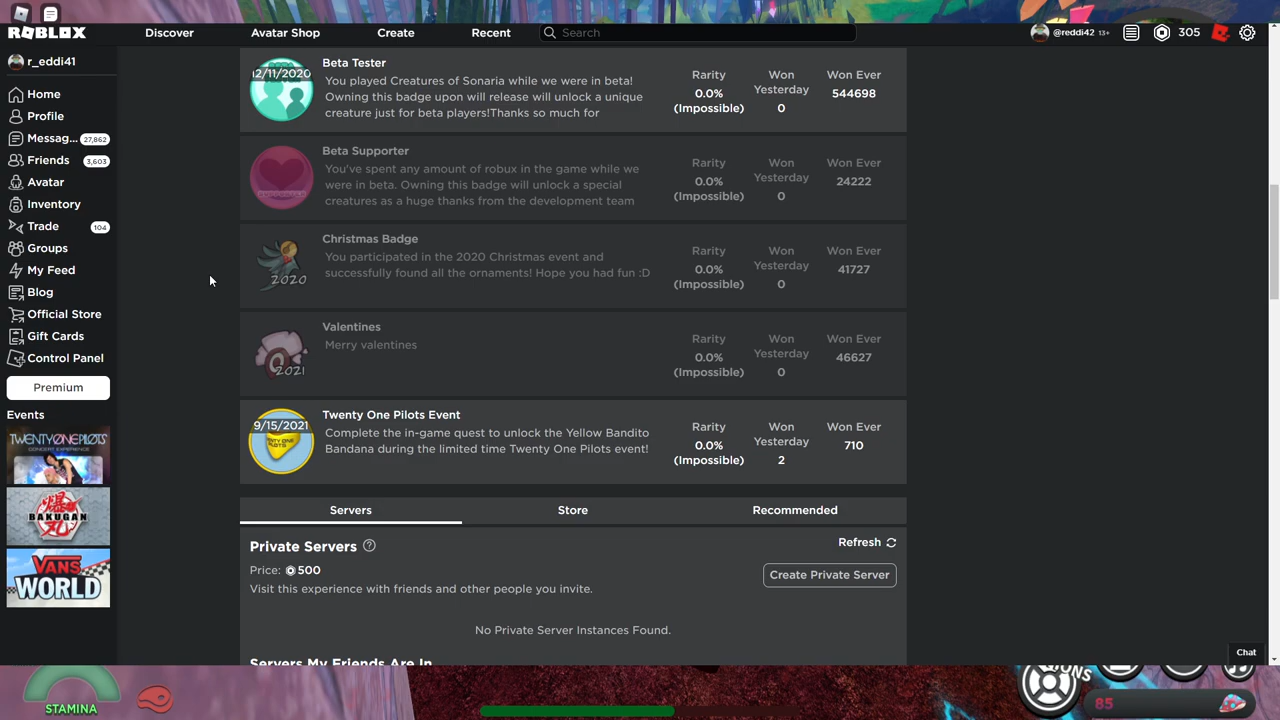 ROBLOX
Discover
Avatar Shop
Create
Recent
Search
@reddi42 13+
305
r_eddi41
Home
Profile
Messag... 27,862
Friends 3,603
Avatar
Inventory
Trade 104
Groups
My Feed
Blog
Official Store
Gift Cards
Control Panel
Premium
Events
TWENTY ONE PILOTS
CONCERT EXPERIENCE
BAKUGAN
VANS
WORLD
12/11/2020
Beta Tester
You played Creatures of Sonaria while we were in beta!
Owning this badge upon will release will unlock a unique
creature just for beta players!Thanks so much for
Rarity
0.0%
(Impossible)
Won
Yesterday
0
Won Ever
544698
Beta Supporter
You've spent any amount of robux in the game while we
were in beta. Owning this badge will unlock a special
creatures as a huge thanks from the development team
Rarity
0.0%
(Impossible)
Won
Yesterday
0
Won Ever
24222
2020
Christmas Badge
You participated in the 2020 Christmas event and
successfully found all the ornaments! Hope you had fun :D
Rarity
0.0%
(Impossible)
Won
Yesterday
0
Won Ever
41727
2021
Valentines
Merry valentines
Rarity
0.0%
(Impossible)
Won
Yesterday
0
Won Ever
46627
9/15/2021
Twenty One Pilots Event
Complete the in-game quest to unlock the Yellow Bandito
Bandana during the limited time Twenty One Pilots event!
Rarity
0.0%
(Impossible)
Won
Yesterday
2
Won Ever
710
Servers
Store
Recommended
Private Servers ?
Refresh
Price: 500
Create Private Server
Visit this experience with friends and other people you invite.
No Private Server Instances Found.
Servers My Friends Are In
Chat
STAMINA
85